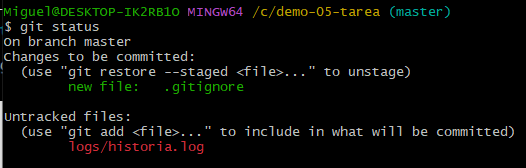 Miguel@DESKTOP-IK2RB1O MINGW64 /c/demo-05-tarea (master)
$ git status
On branch master
Changes to be committed:
  (use "git restore --staged <file>..." to unstage)
        new file:   .gitignore

Untracked files:
  (use "git add <file>..." to include in what will be committed)
        logs/historia.log